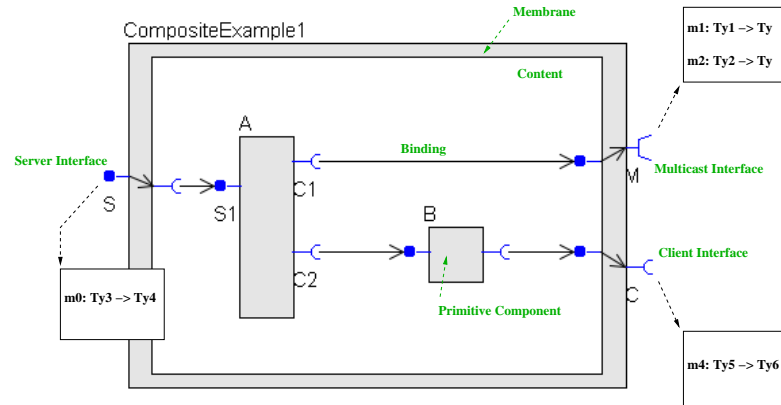 CompositeExample1
Membrane
Content
m1: Ty1 –> Ty
m2: Ty2 –> Ty
A
Server Interface
Binding
Multicast Interface
S
S1
C1
M
B
C2
Client Interface
C
m0: Ty3 –> Ty4
Primitive Component
m4: Ty5 –> Ty6